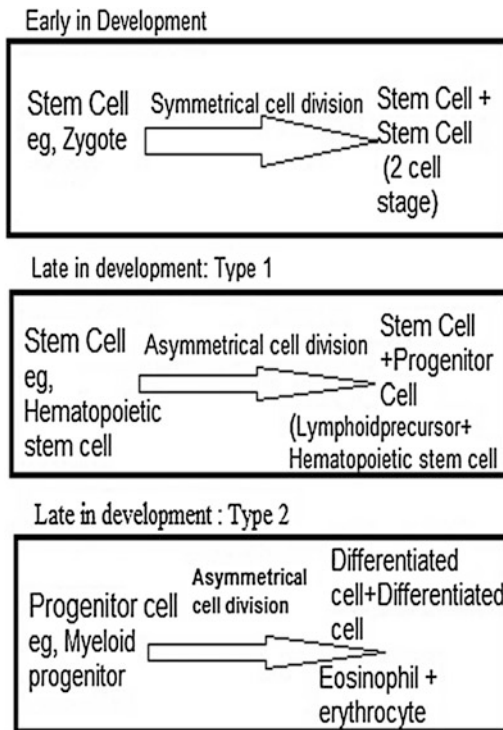 Early in Development
Stem Cell
eg, Zygote
Symmetrical cell division
Stem Cell +
Stem Cell
(2 cell
stage)
Late in development: Type 1
Stem Cell
eg,
Hematopoietic
stem cell
Asymmetrical cell division
Stem Cell
+Progenitor
Cell
(Lymphoidprecursor+
Hematopoietic stem cell
Late in development : Type 2
Progenitor cell
eg, Myeloid
progenitor
Asymmetrical
cell division
Differentiated
cell+Differentiated
cell
Eosinophil +
erythrocyte